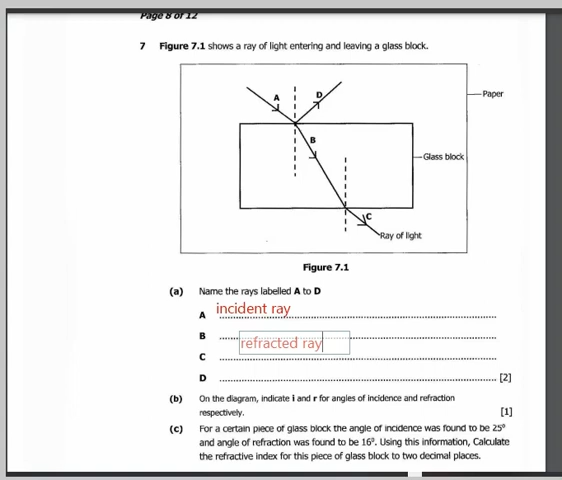 Page 8 of 12
7 Figure 7.1 shows a ray of light entering and leaving a glass block.
A
D
Paper
B
Glass block
C
Ray of light
Figure 7.1
(a) Name the rays labelled A to D
A incident ray
B refracted ray
C
D [2]
(b) On the diagram, indicate i and r for angles of incidence and refraction
respectively. [1]
(c) For a certain piece of glass block the angle of incidence was found to be 25⁰
and angle of refraction was found to be 16⁰. Using this information, Calculate
the refractive index for this piece of glass block to two decimal places.